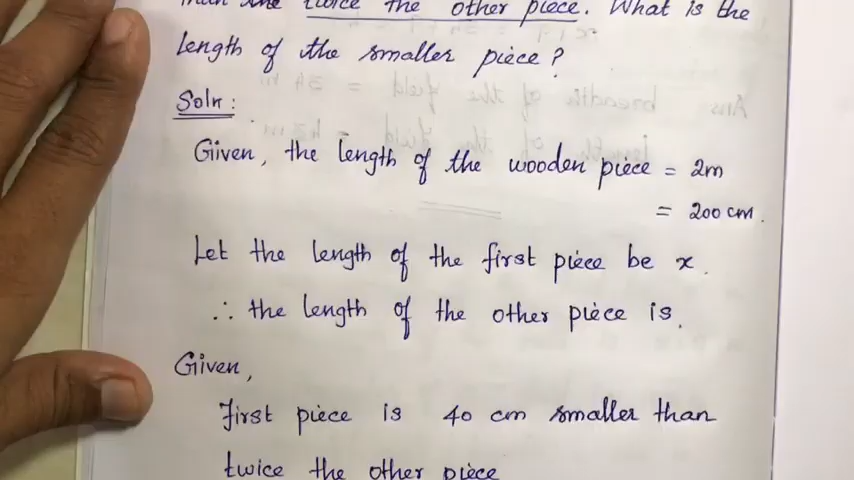 than the twice the other piece. What is the
length of the smaller piece?
Soln:
Given, the length of the wooden piece = 2m
= 200 cm.
Let the length of the first piece be x.
∴ the length of the other piece is.
Given,
First piece is 40 cm smaller than
twice the other piece